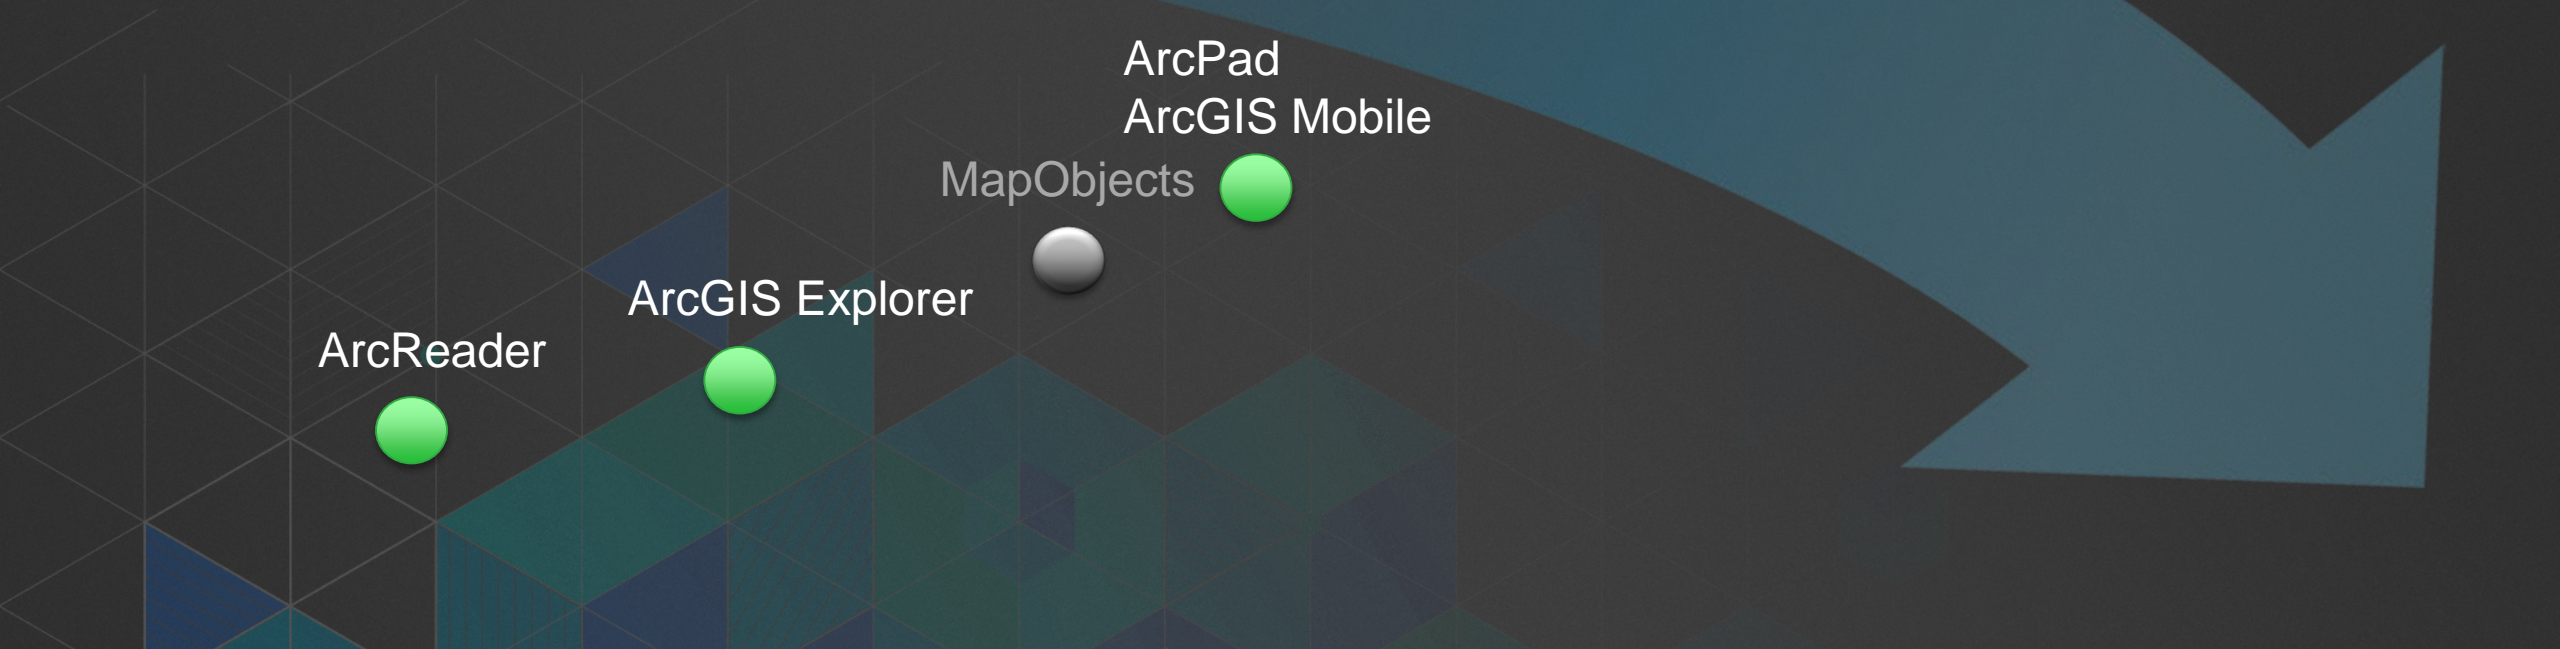 ArcPad
ArcGIS Mobile
MapObjects
ArcGIS Explorer
ArcReader